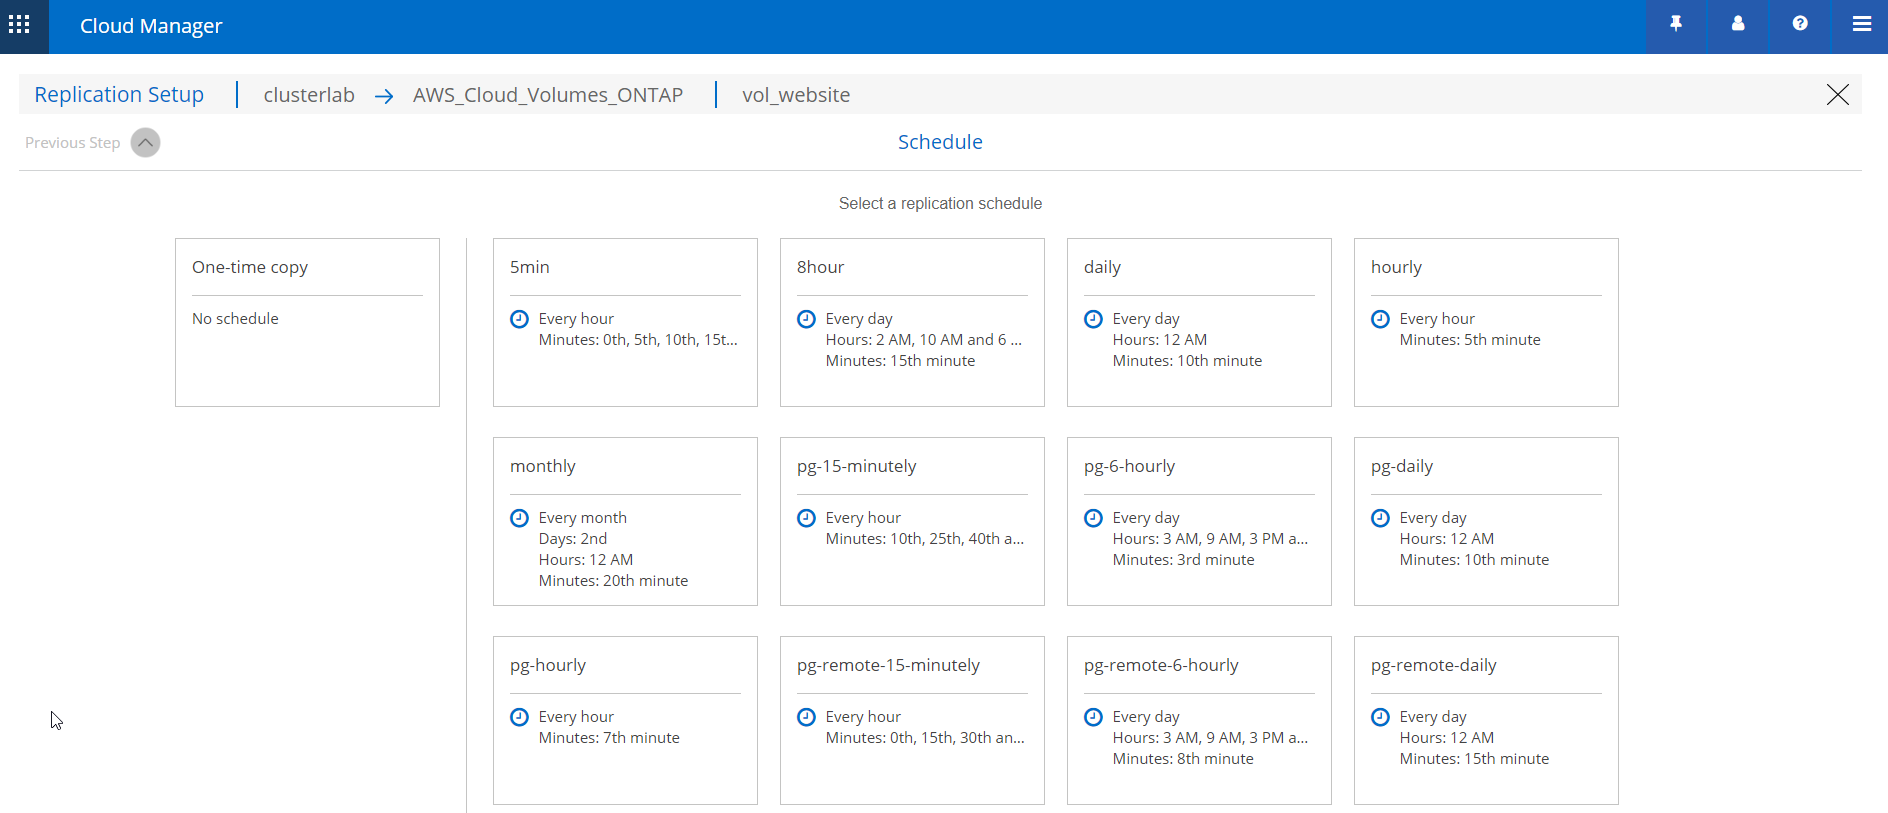 Cloud Manager
Replication Setup
clusterlab
AWS_Cloud_Volumes_ONTAP
vol_website
Previous Step
Schedule
Select a replication schedule
One-time copy
No schedule
5min
Every hour
Minutes: 0th, 5th, 10th, 15t...
8hour
Every day
Hours: 2 AM, 10 AM and 6 ...
Minutes: 15th minute
daily
Every day
Hours: 12 AM
Minutes: 10th minute
hourly
Every hour
Minutes: 5th minute
monthly
Every month
Days: 2nd
Hours: 12 AM
Minutes: 20th minute
pg-15-minutely
Every hour
Minutes: 10th, 25th, 40th a...
pg-6-hourly
Every day
Hours: 3 AM, 9 AM, 3 PM a...
Minutes: 3rd minute
pg-daily
Every day
Hours: 12 AM
Minutes: 10th minute
pg-hourly
Every hour
Minutes: 7th minute
pg-remote-15-minutely
Every hour
Minutes: 0th, 15th, 30th an...
pg-remote-6-hourly
Every day
Hours: 3 AM, 9 AM, 3 PM a...
Minutes: 8th minute
pg-remote-daily
Every day
Hours: 12 AM
Minutes: 15th minute